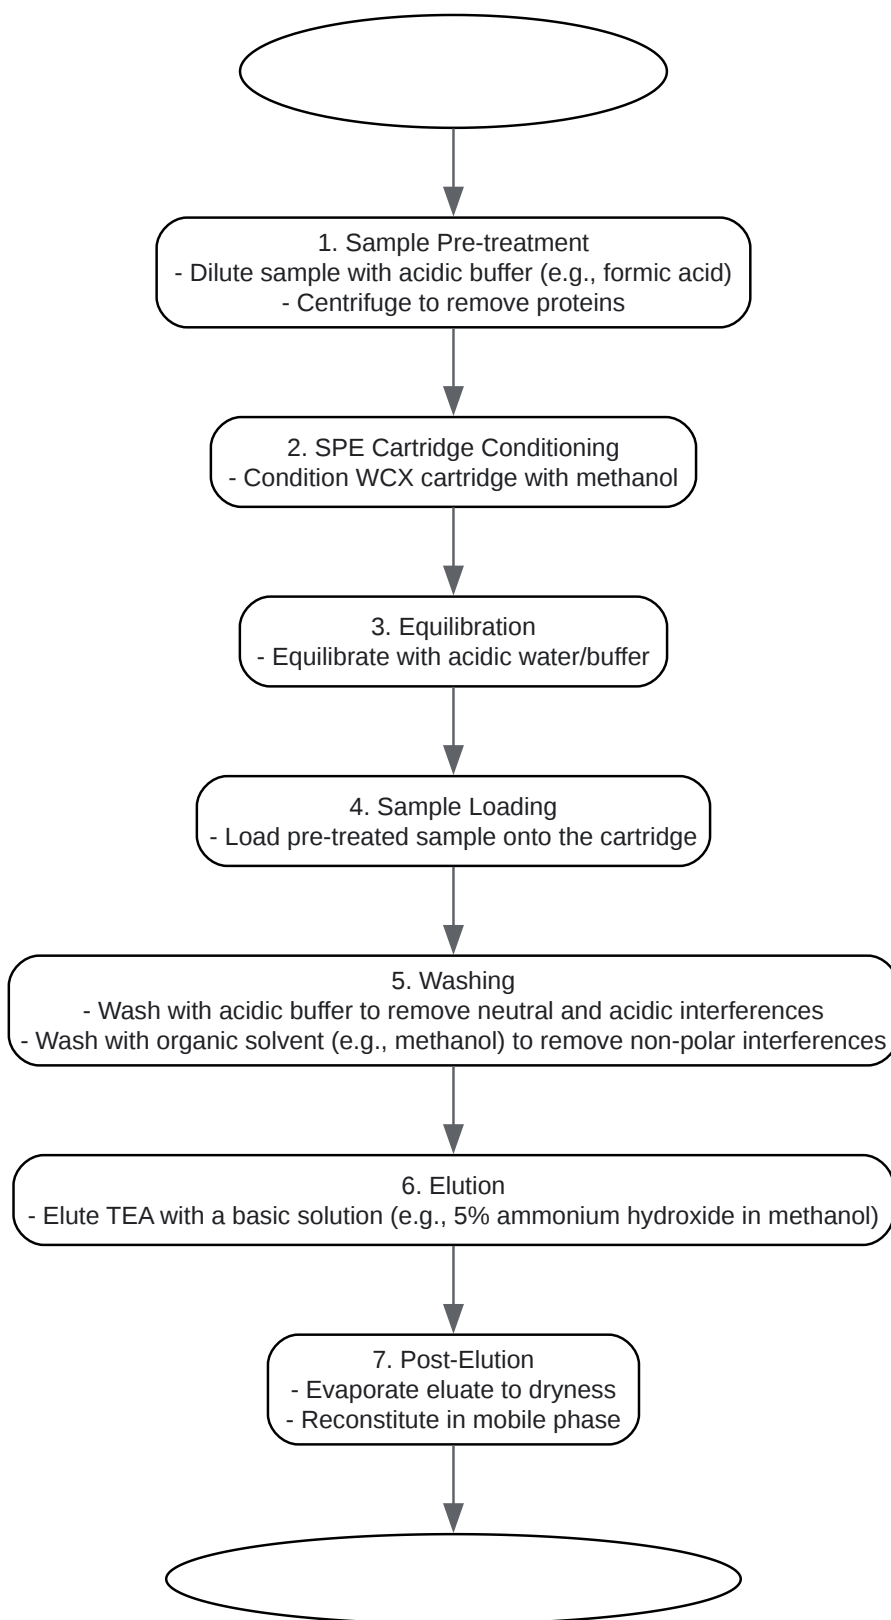 1. Sample Pre-treatment
- Dilute sample with acidic buffer (e.g., formic acid)
- Centrifuge to remove proteins
2. SPE Cartridge Conditioning
- Condition WCX cartridge with methanol
3. Equilibration
- Equilibrate with acidic water/buffer
4. Sample Loading
- Load pre-treated sample onto the cartridge
5. Washing
- Wash with acidic buffer to remove neutral and acidic interferences
- Wash with organic solvent (e.g., methanol) to remove non-polar interferences
6. Elution
- Elute TEA with a basic solution (e.g., 5% ammonium hydroxide in methanol)
7. Post-Elution
- Evaporate eluate to dryness
- Reconstitute in mobile phase